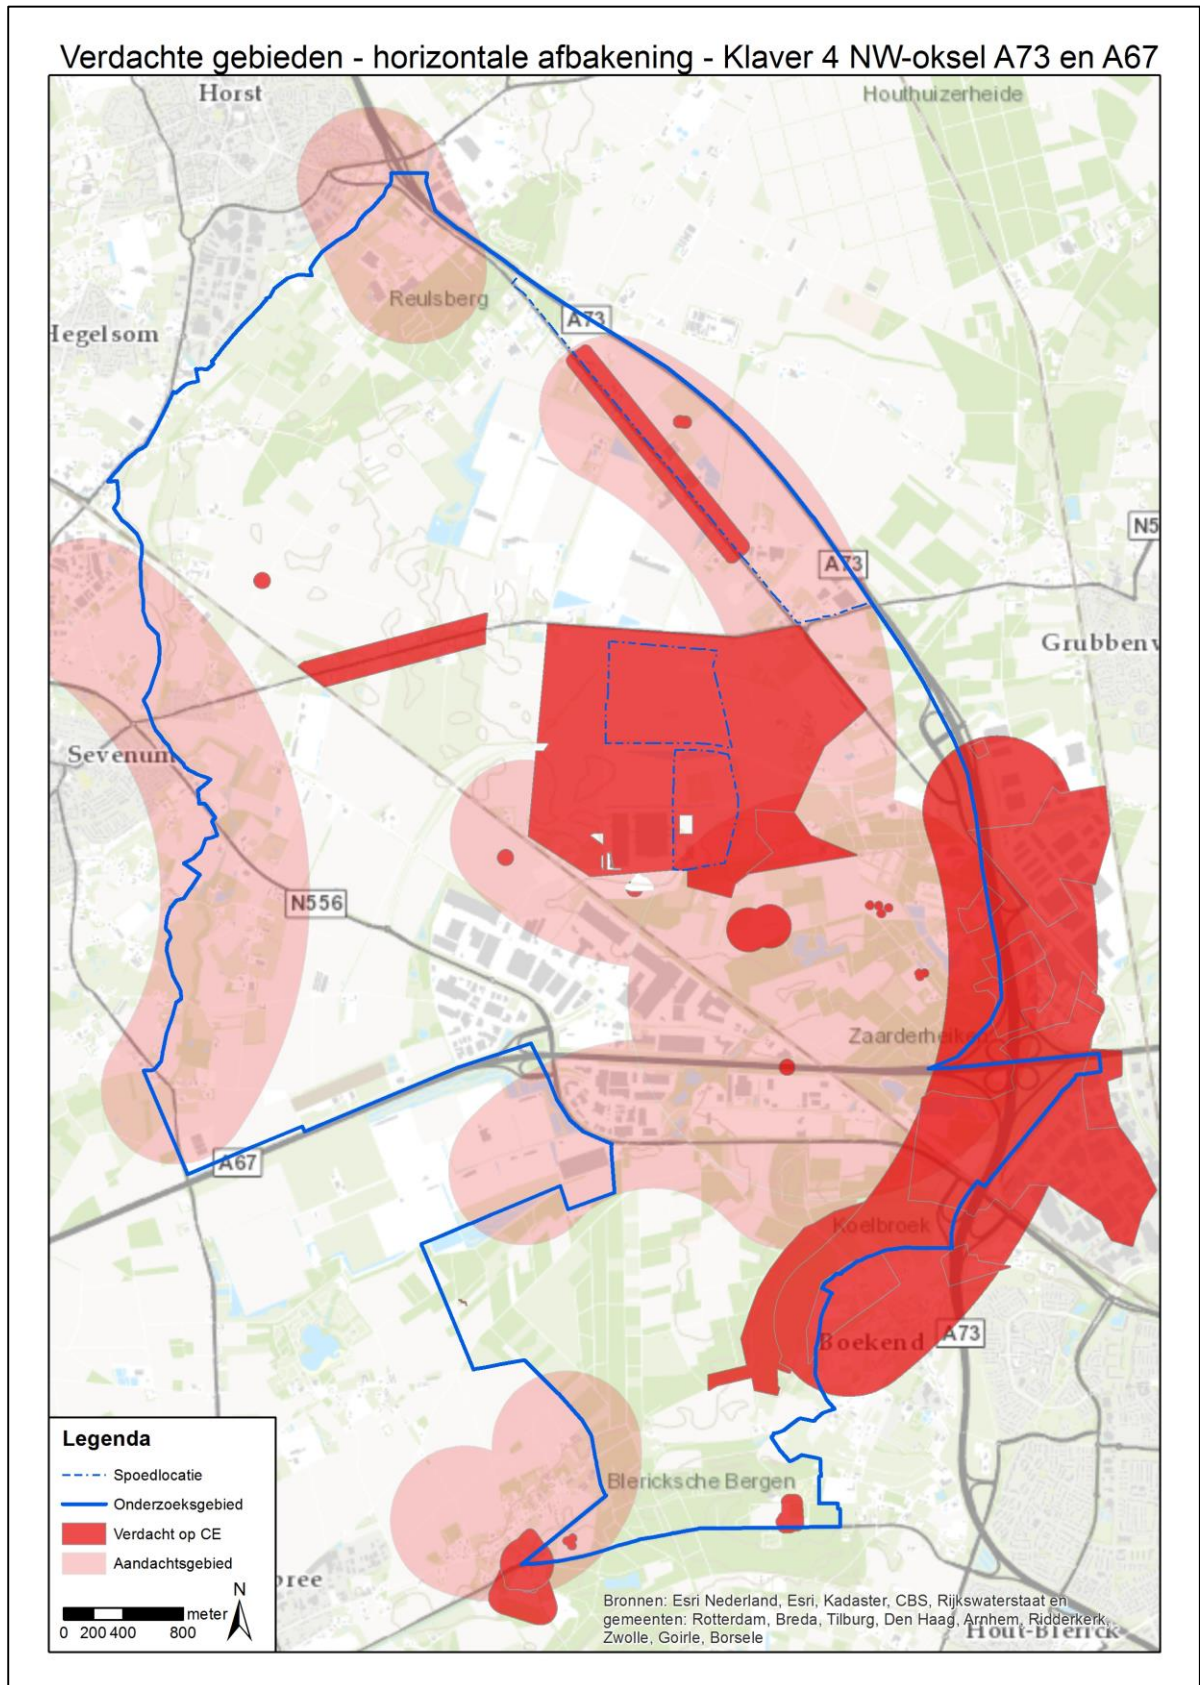 Verdachte gebieden - horizontale afbakening - Klaver 4 NW-oksel A73 en A67
Horst
Houthuizerheide
Reulsberg
A73
Hegelsom
N5
A73
Grubbenv
Sevenum
N556
Zaarderheiken
A67
Koelbroek
Boekend
A73
Blericksche Bergen
Legenda
Spoedlocatie
Onderzoeksgebied
Verdacht op CE
Aandachtsgebied
N
meter
0 200 400 800
bree
Bronnen: Esri Nederland, Esri, Kadaster, CBS, Rijkswaterstaat en
gemeenten: Rotterdam, Breda, Tilburg, Den Haag, Arnhem, Ridderkerk,
Zwolle, Goirle, Borsele
Hout-Blerick